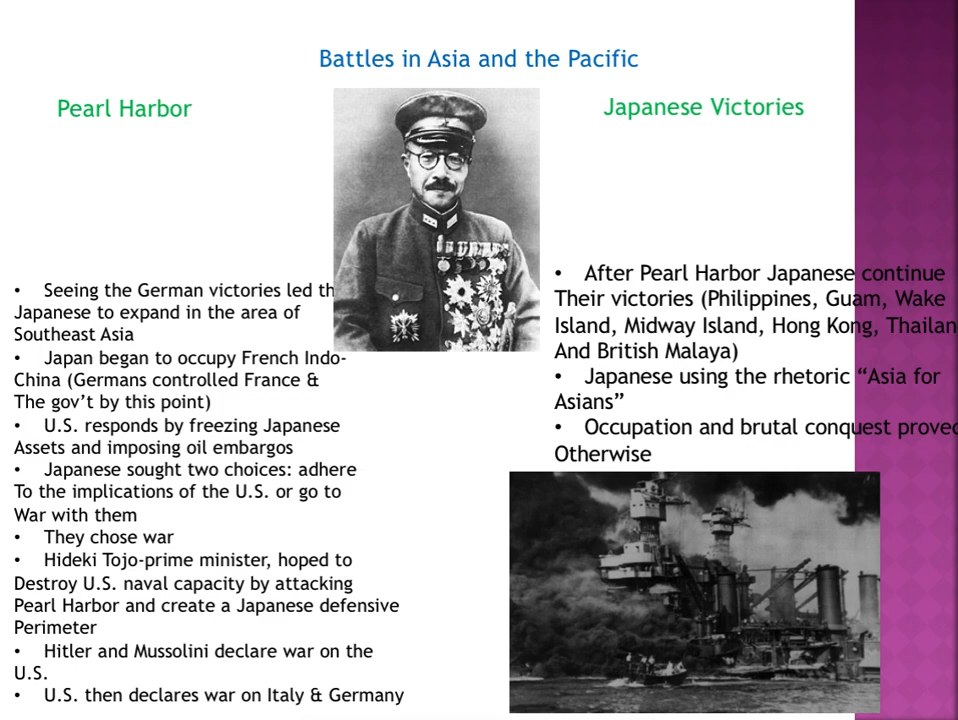 Battles in Asia and the Pacific
Pearl Harbor
• Seeing the German victories led th
Japanese to expand in the area of
Southeast Asia
• Japan began to occupy French Indo-
China (Germans controlled France &
The gov’t by this point)
• U.S. responds by freezing Japanese
Assets and imposing oil embargos
• Japanese sought two choices: adhere
To the implications of the U.S. or go to
War with them
• They chose war
• Hideki Tojo-prime minister, hoped to
Destroy U.S. naval capacity by attacking
Pearl Harbor and create a Japanese defensive
Perimeter
• Hitler and Mussolini declare war on the
U.S.
• U.S. then declares war on Italy & Germany
Japanese Victories
• After Pearl Harbor Japanese continue
Their victories (Philippines, Guam, Wake
Island, Midway Island, Hong Kong, Thailan
And British Malaya)
• Japanese using the rhetoric “Asia for
Asians”
• Occupation and brutal conquest proved
Otherwise